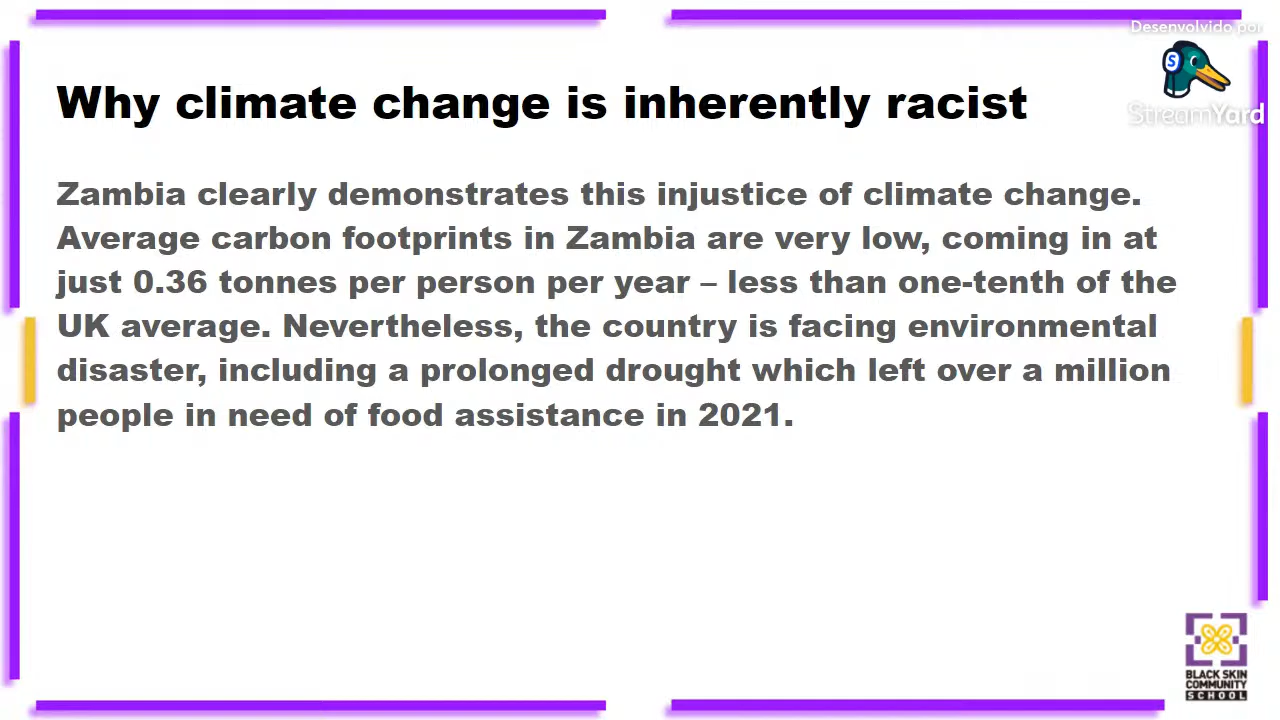 Desenvolvido por
S
StreamYard
Why climate change is inherently racist
Zambia clearly demonstrates this injustice of climate change.
Average carbon footprints in Zambia are very low, coming in at
just 0.36 tonnes per person per year – less than one-tenth of the
UK average. Nevertheless, the country is facing environmental
disaster, including a prolonged drought which left over a million
people in need of food assistance in 2021.
BLACK SKIN
COMMUNITY
SCHOOL